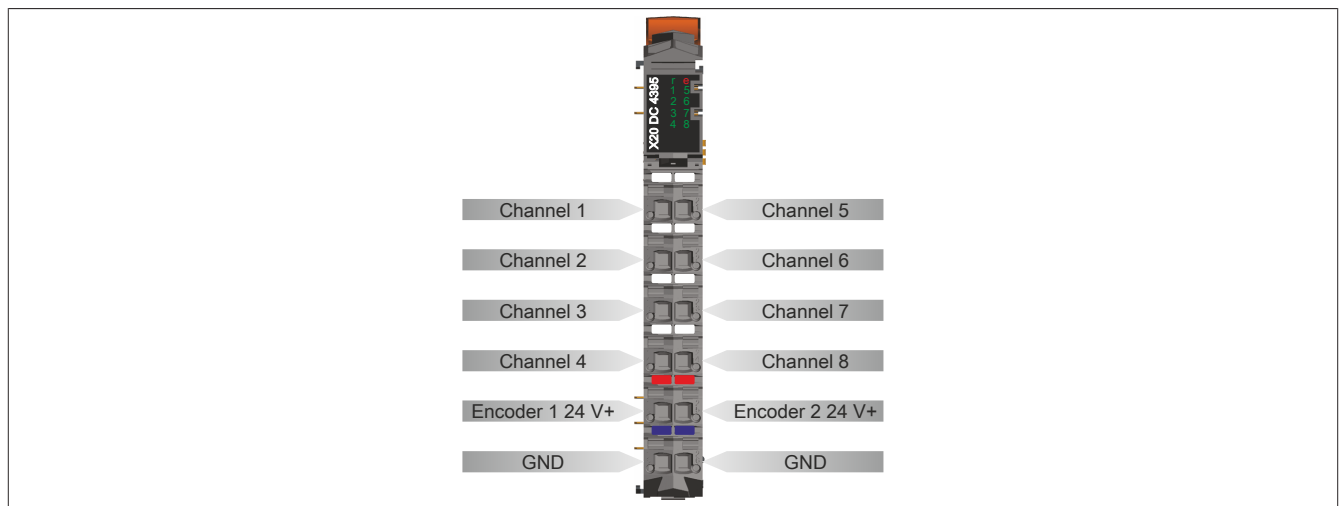 X20 DC 4395
r e
1 5
2 6
3 7
4 8
Channel 1 Channel 5
Channel 2 Channel 6
Channel 3 Channel 7
Channel 4 Channel 8
Encoder 1 24 V+ Encoder 2 24 V+
GND GND